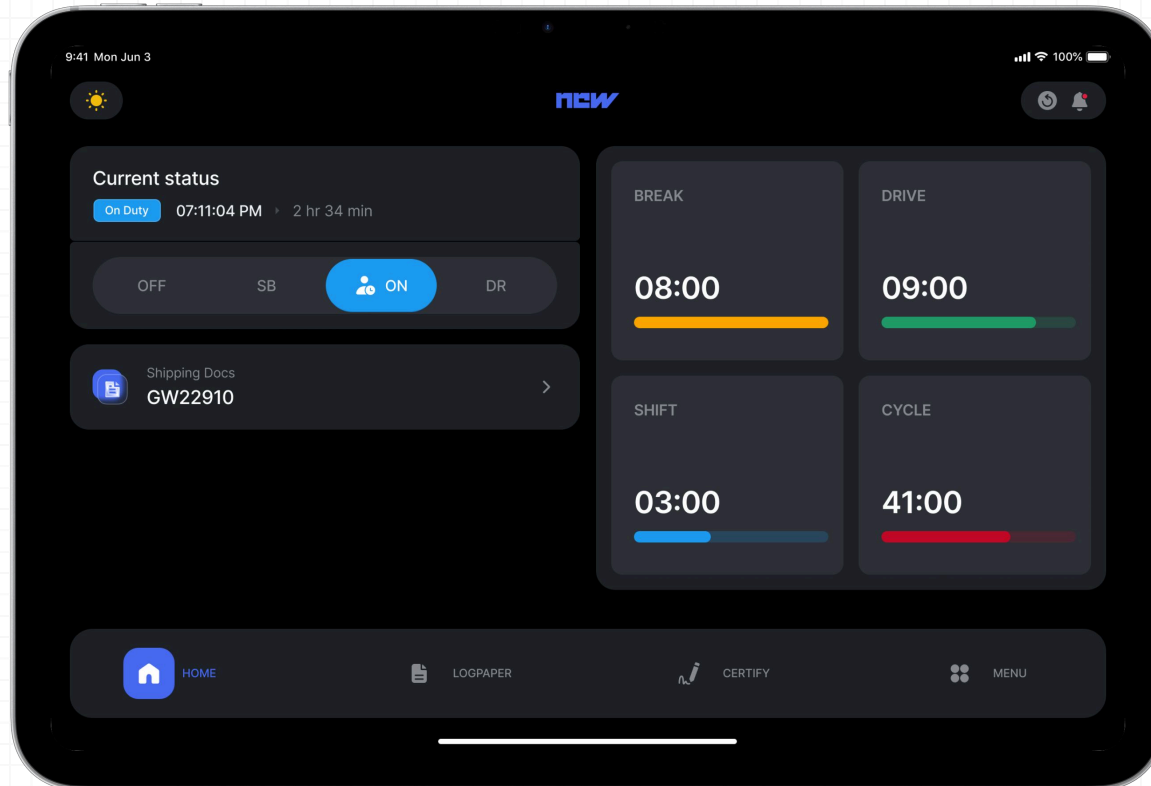 9:41 Mon Jun 3
100%
new
Current status
On Duty 07:11:04 PM 2 hr 34 min
OFF SB ON DR
Shipping Docs
GW22910
BREAK
08:00
DRIVE
09:00
SHIFT
03:00
CYCLE
41:00
HOME LOGPAPER CERTIFY MENU